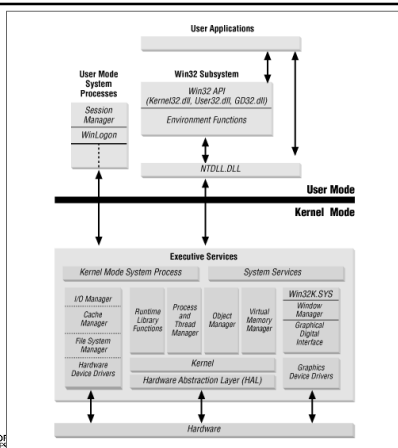 User Applications
User Mode
System
Processes
Session
Manager
WinLogon
Win32 Subsystem
Win32 API
(Kernel32.dll, User32.dll, GD32.dll)
Environment Functions
NTDLL.DLL
User Mode
Kernel Mode
Executive Services
Kernel Mode System Process
System Services
I/O Manager
Cache
Manager
File System
Manager
Hardware
Device Drivers
Runtime
Library
Functions
Process
and
Thread
Manager
Object
Manager
Virtual
Memory
Manager
Win32K.SYS
Window
Manager
Graphical
Digital
Interface
Graphics
Device Drivers
Kernel
Hardware Abstraction Layer (HAL)
Hardware